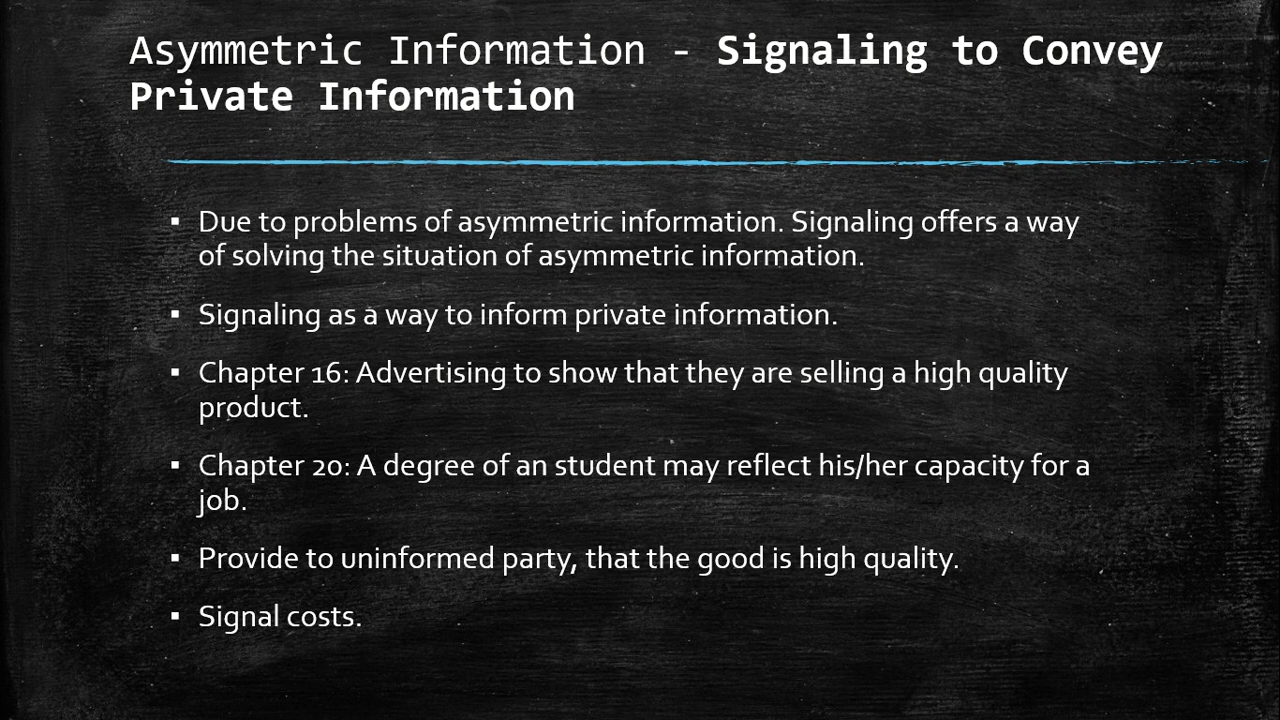 Asymmetric Information - Signaling to Convey
Private Information
▪ Due to problems of asymmetric information. Signaling offers a way
of solving the situation of asymmetric information.
▪ Signaling as a way to inform private information.
▪ Chapter 16: Advertising to show that they are selling a high quality
product.
▪ Chapter 20: A degree of an student may reflect his/her capacity for a
job.
▪ Provide to uninformed party, that the good is high quality.
▪ Signal costs.